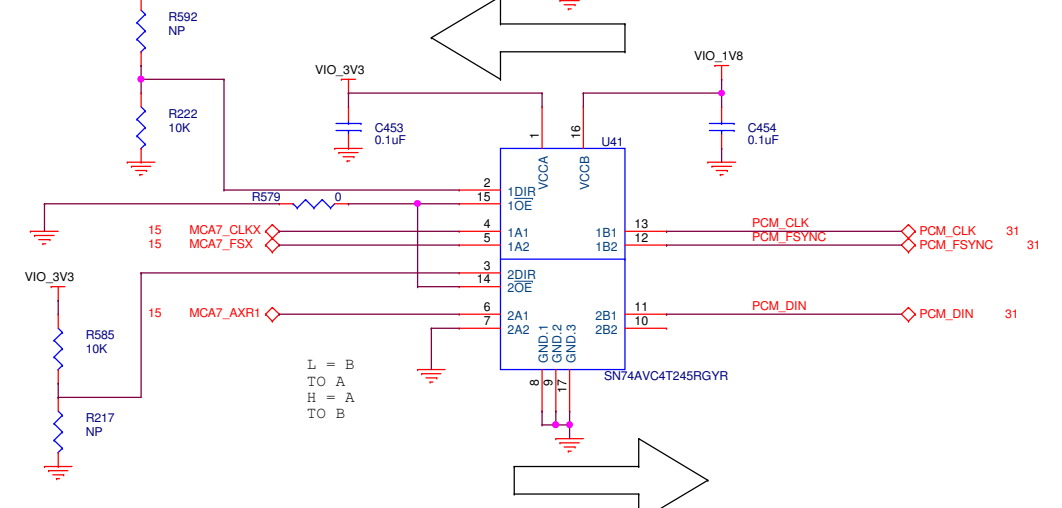 R592
NP
VIO_3V3
VIO_1V8
R222
10K
C453
0.1uF
C454
0.1uF
1
16
U41
VCCA
VCCB
2
1DIR
R579
0
15
1OE
15
MCA7_CLKX
4
1A1
1B1
13
PCM_CLK
PCM_CLK
31
15
MCA7_FSX
5
1A2
1B2
12
PCM_FSYNC
PCM_FSYNC
31
VIO_3V3
3
2DIR
14
2OE
15
MCA7_AXR1
6
2A1
2B1
11
PCM_DIN
PCM_DIN
31
7
2A2
2B2
10
R585
10K
GND.1
GND.2
GND.3
L = B
TO A
H = A
TO B
8
9
17
SN74AVC4T245RGYR
R217
NP